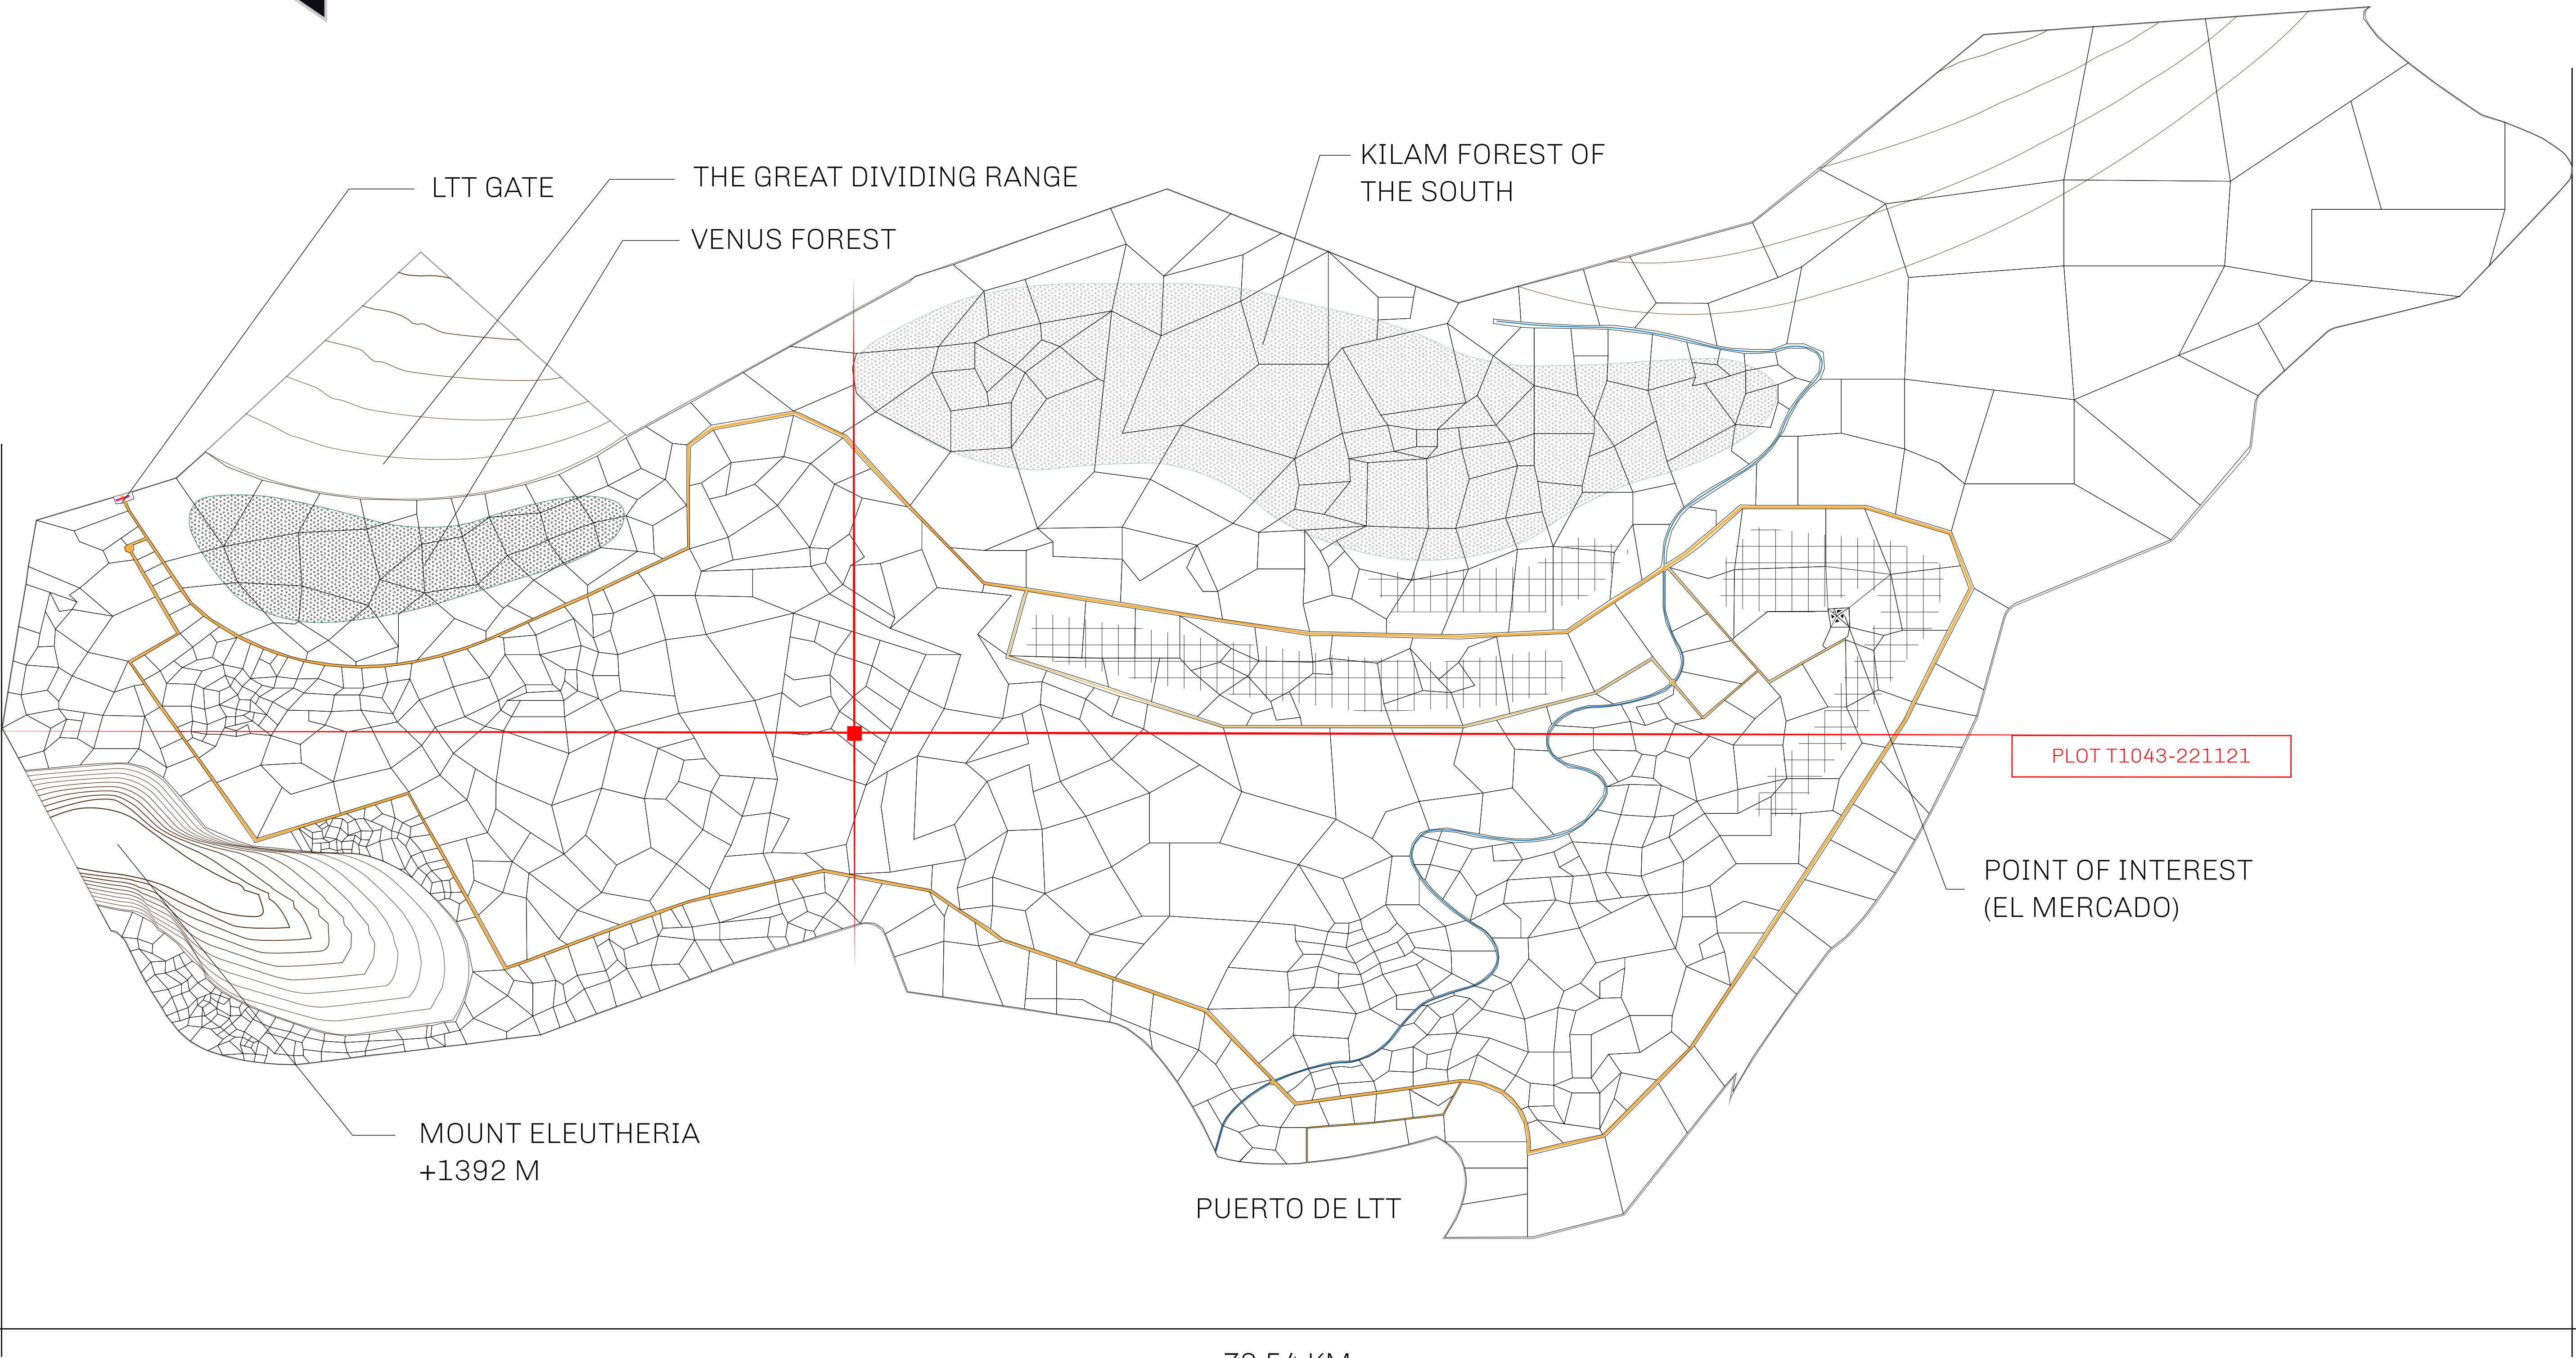 KILAM FOREST OF
THE SOUTH
THE GREAT DIVIDING RANGE
LTT GATE
VENUS FOREST
PLOT T1043-221121
POINT OF INTEREST
(EL MERCADO)
MOUNT ELEUTHERIA
+1392 M
PUERTO DE LTT
KM